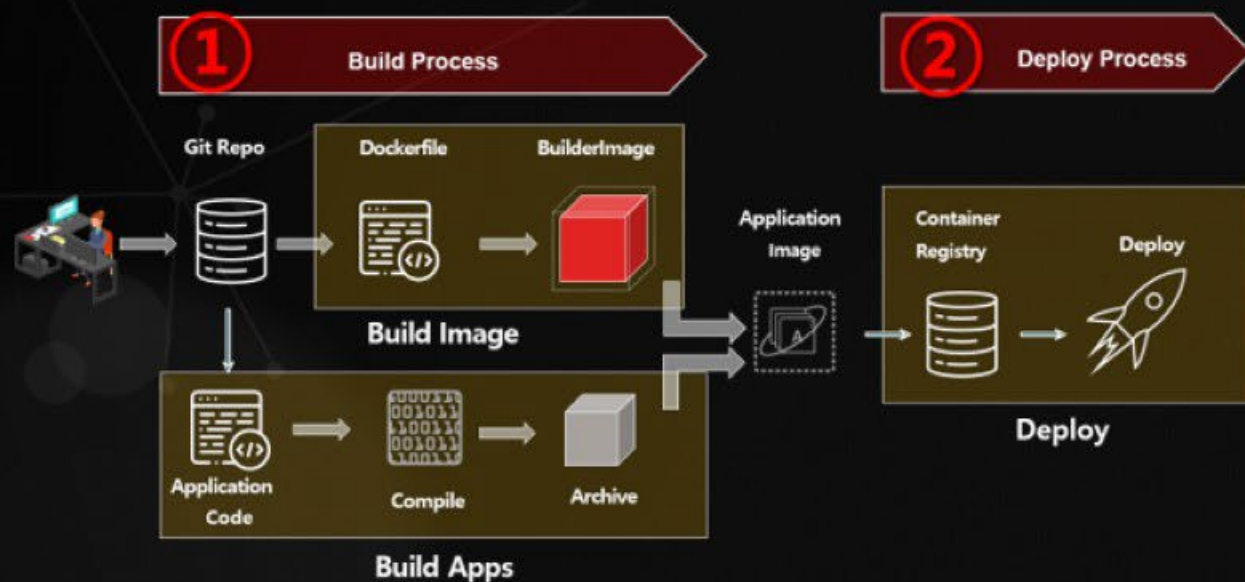 1
Build Process
2
Deploy Process
Git Repo
Dockerfile
BuilderImage
Application
Image
Container
Registry
Deploy
</>
A
Build Image
</>
001011
Application
Code
Compile
Archive
Deploy
Build Apps